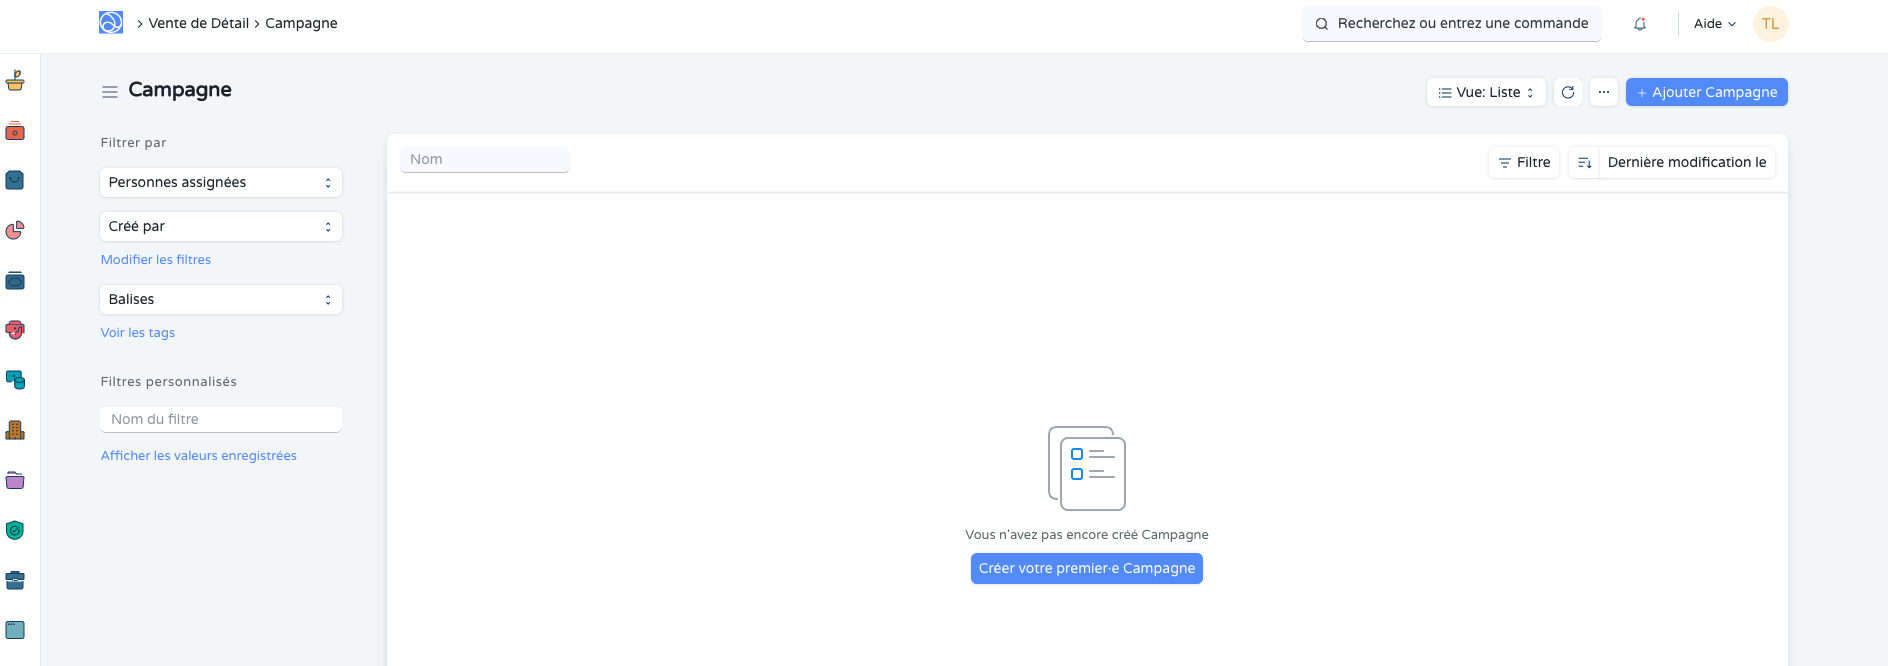 Vente de Détail
Campagne
Recherchez ou entrez une commande
Aide
TL
Campagne
Vue: Liste
...
+ Ajouter Campagne
Filtrer par
Personnes assignées
Créé par
Modifier les filtres
Balises
Voir les tags
Filtres personnalisés
Nom du filtre
Afficher les valeurs enregistrées
Nom
Filtre
Dernière modification le
Vous n'avez pas encore créé Campagne
Créer votre premier·e Campagne